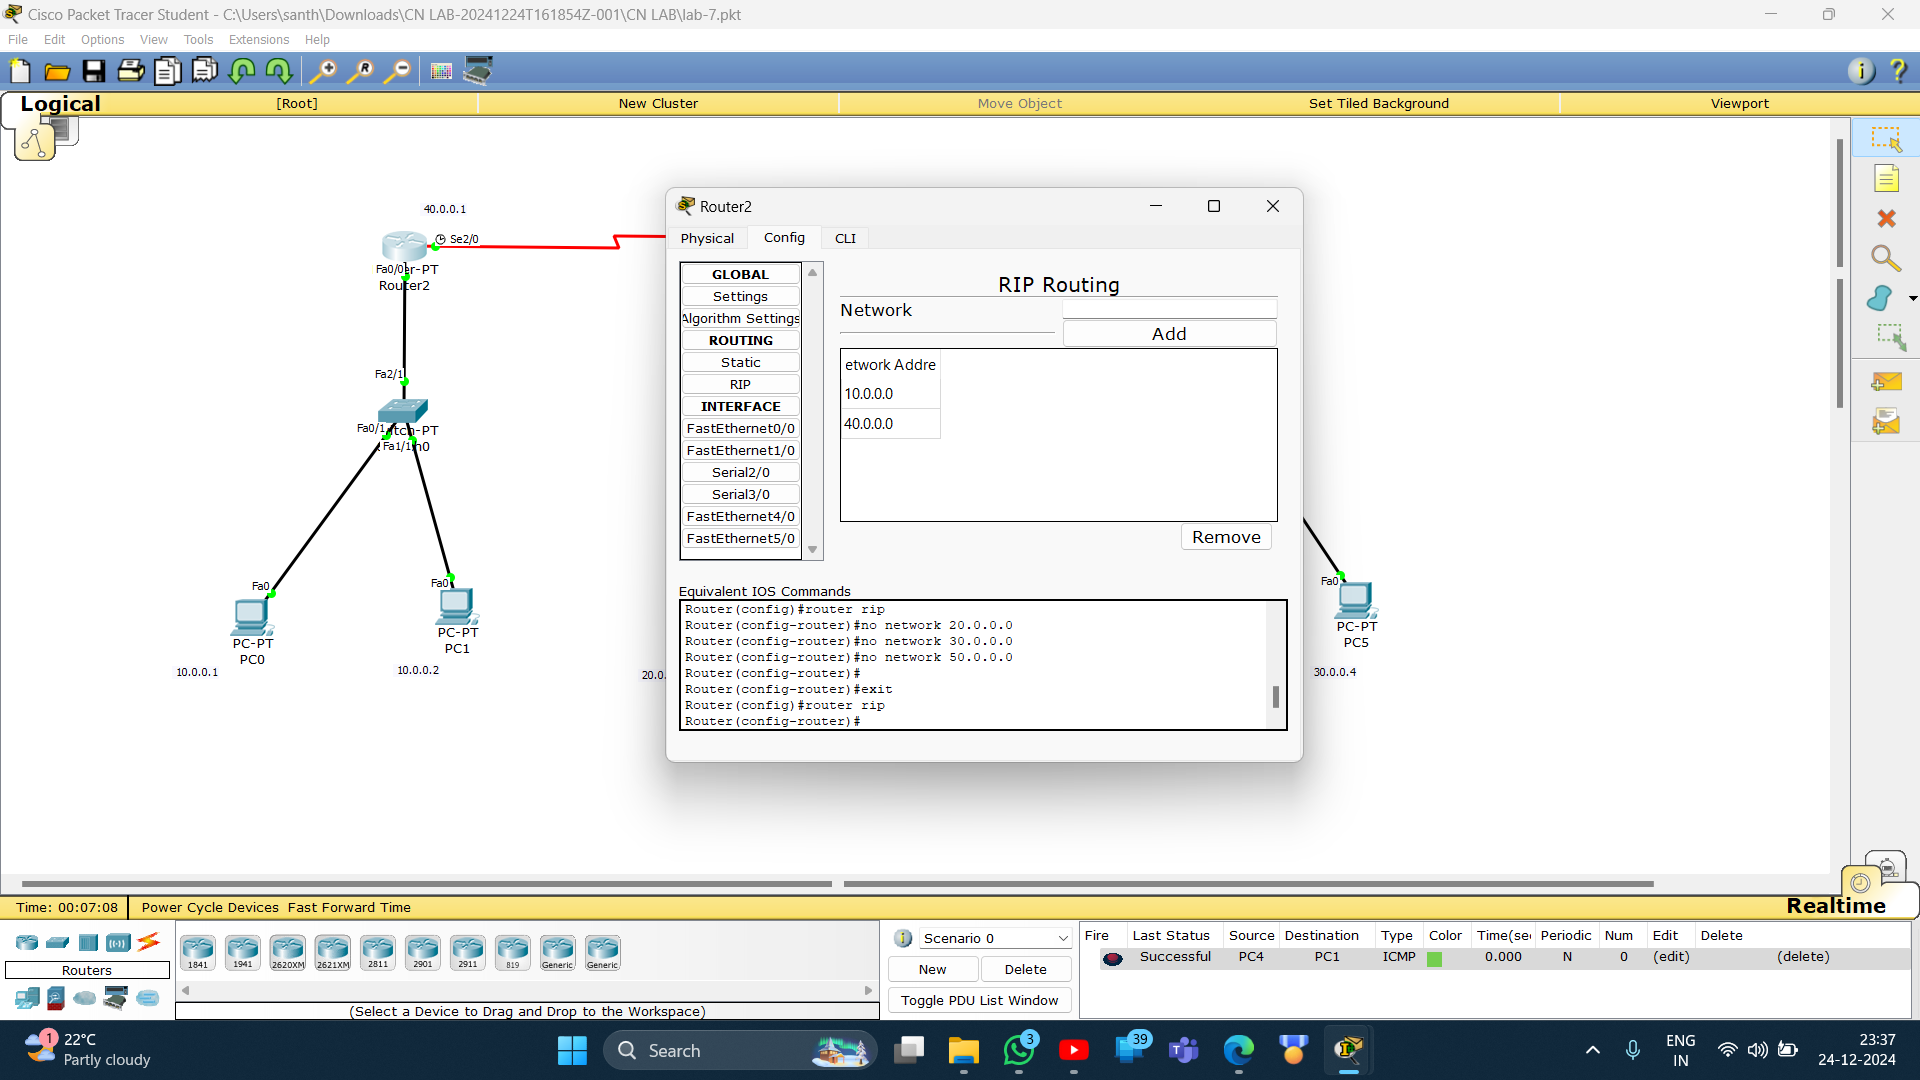 Cisco Packet Tracer Student - C:\Users\santh\Downloads\CN LAB-20241224T161854Z-001\CN LAB\lab-7.pkt
File Edit Options View Tools Extensions Help
Logical [Root] New Cluster Move Object Set Tiled Background Viewport
40.0.0.1
Se2/0
Fa0/0
er-PT
Router2
Fa2/1
Fa0/1
tch-PT
Fa1/1
h0
Fa0
PC-PT
PC0
10.0.0.1
Fa0
PC-PT
PC1
10.0.0.2
20.0.
Fa0
PC-PT
PC5
30.0.0.4
Router2
Physical Config CLI
GLOBAL
Settings
Algorithm Settings
ROUTING
Static
RIP
INTERFACE
FastEthernet0/0
FastEthernet1/0
Serial2/0
Serial3/0
FastEthernet4/0
FastEthernet5/0
RIP Routing
Network
Add
etwork Addre
10.0.0.0
40.0.0.0
Remove
Equivalent IOS Commands
Router(config)#router rip
Router(config-router)#no network 20.0.0.0
Router(config-router)#no network 30.0.0.0
Router(config-router)#no network 50.0.0.0
Router(config-router)#
Router(config-router)#exit
Router(config)#router rip
Router(config-router)#
Time: 00:07:08 Power Cycle Devices Fast Forward Time
Realtime
Routers
1841 1941 2620XM 2621XM 2811 2901 2911 819 Generic Generic
(Select a Device to Drag and Drop to the Workspace)
Scenario 0
New Delete
Toggle PDU List Window
Fire Last Status Source Destination Type Color Time(sec Periodic Num Edit Delete
Successful PC4 PC1 ICMP 0.000 N 0 (edit) (delete)
1
22°C
Partly cloudy
Search
3
39
ENG
IN
23:37
24-12-2024